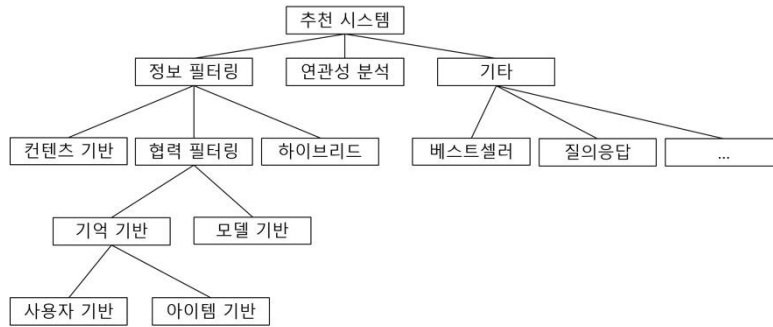 추천 시스템
정보 필터링 연관성 분석 기타
컨텐츠 기반 협력 필터링 하이브리드 베스트셀러 질의응답 ...
기억 기반 모델 기반
사용자 기반 아이템 기반